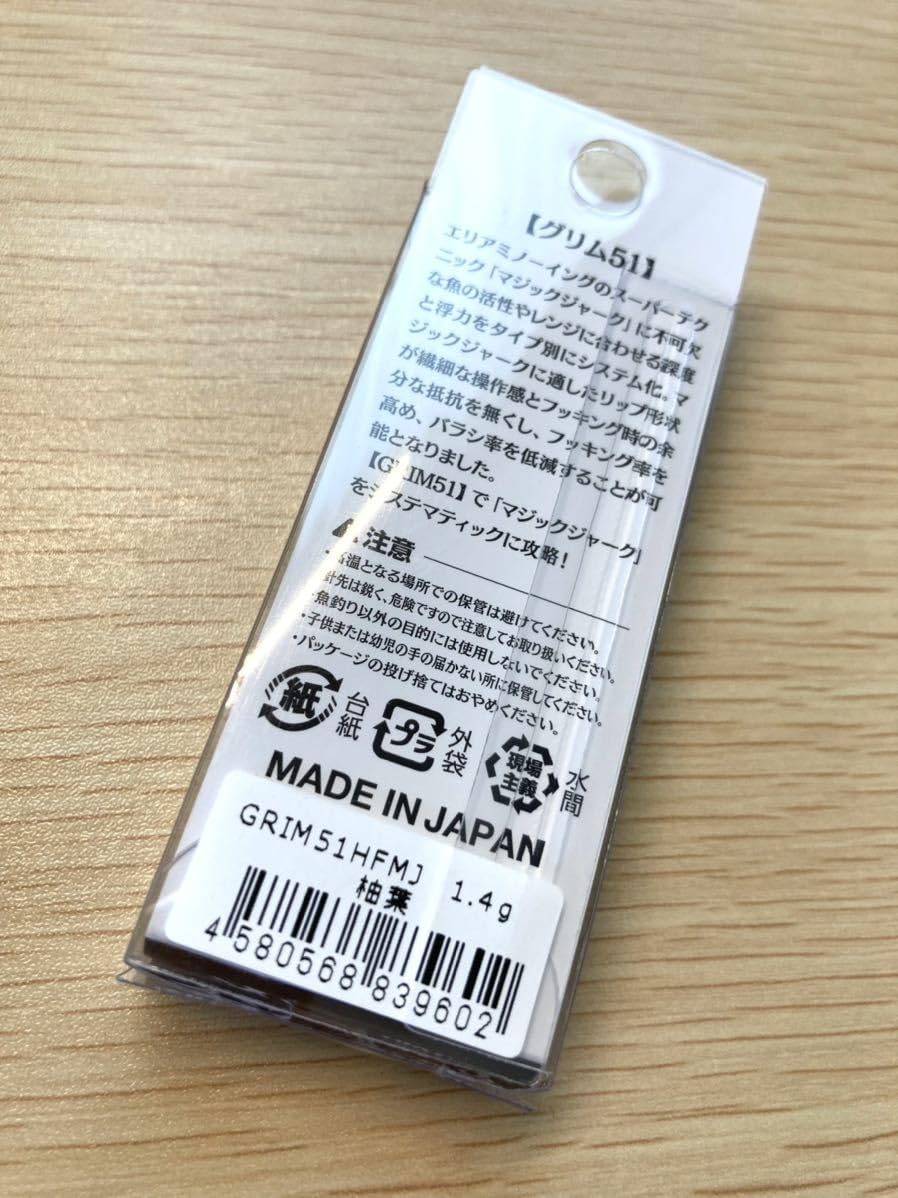 【グリム51】
エリアミノーイングのスーパーテク
ニック「マジックジャーク」に不可欠
な魚の活性やレンジに合わせる深度
と浮力をタイプ別にシステム化。マ
ジックジャークに適したリップ形状
が繊細な操作感とフッキング時の余
分な抵抗を無くし、フッキング率を
高め、バラシ率を低減することが可
能となりました。
【GRIM51】で「マジックジャーク」
をシステマティックに攻略！
注意
・高温となる場所での保管は避けてください。
・針先は鋭く、危険ですので注意してお取り扱いください。
・魚釣り以外の目的には使用しないでください。
・子供または幼児の手の届かない所に保管してください。
・パッケージの投げ捨てはおやめください。
紙 台紙 プラ 外袋 現場主義 水間
MADE IN JAPAN
GRIM51HFMJ 1.4g
柚葉
4 580568 839602